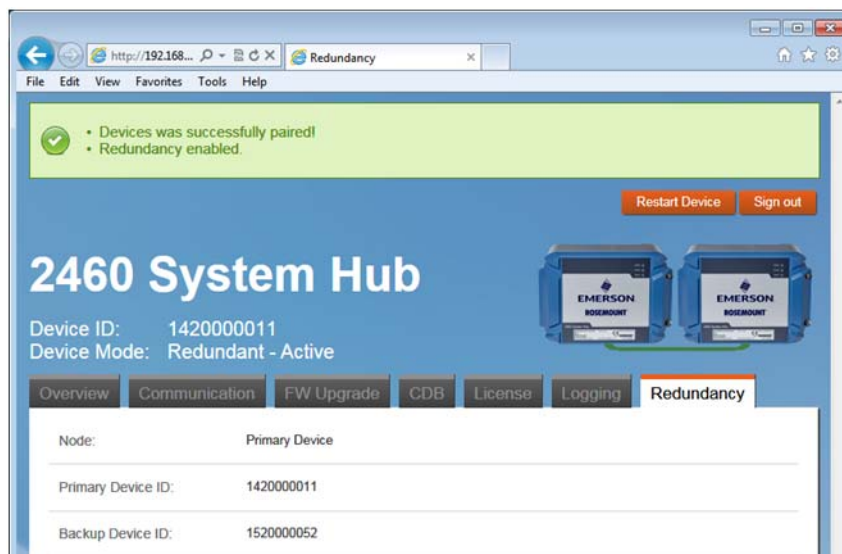 http://192.168... Redundancy
File Edit View Favorites Tools Help
• Devices was successfully paired!
• Redundancy enabled.
Restart Device Sign out
2460 System Hub
EMERSON EMERSON
ROSEMOUNT ROSEMOUNT
Device ID: 1420000011
Device Mode: Redundant - Active
Overview Communication FW Upgrade CDB License Logging Redundancy
Node: Primary Device
Primary Device ID: 1420000011
Backup Device ID: 1520000052